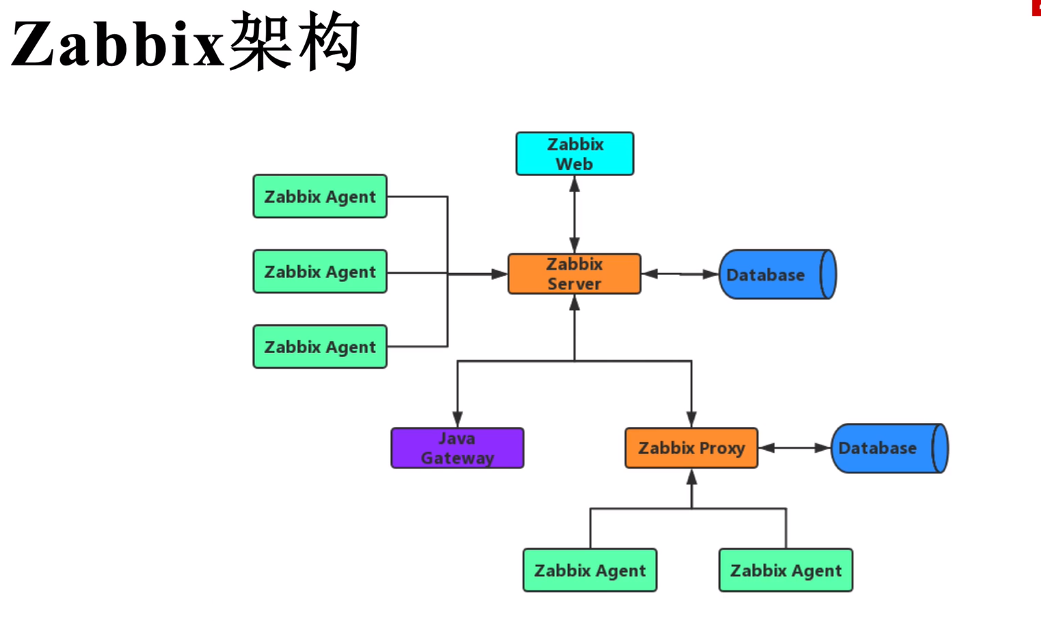 Zabbix架构
Zabbix
Web
Zabbix Agent
Zabbix Agent
Zabbix
Server
Database
Zabbix Agent
Java
Gateway
Zabbix Proxy
Database
Zabbix Agent
Zabbix Agent